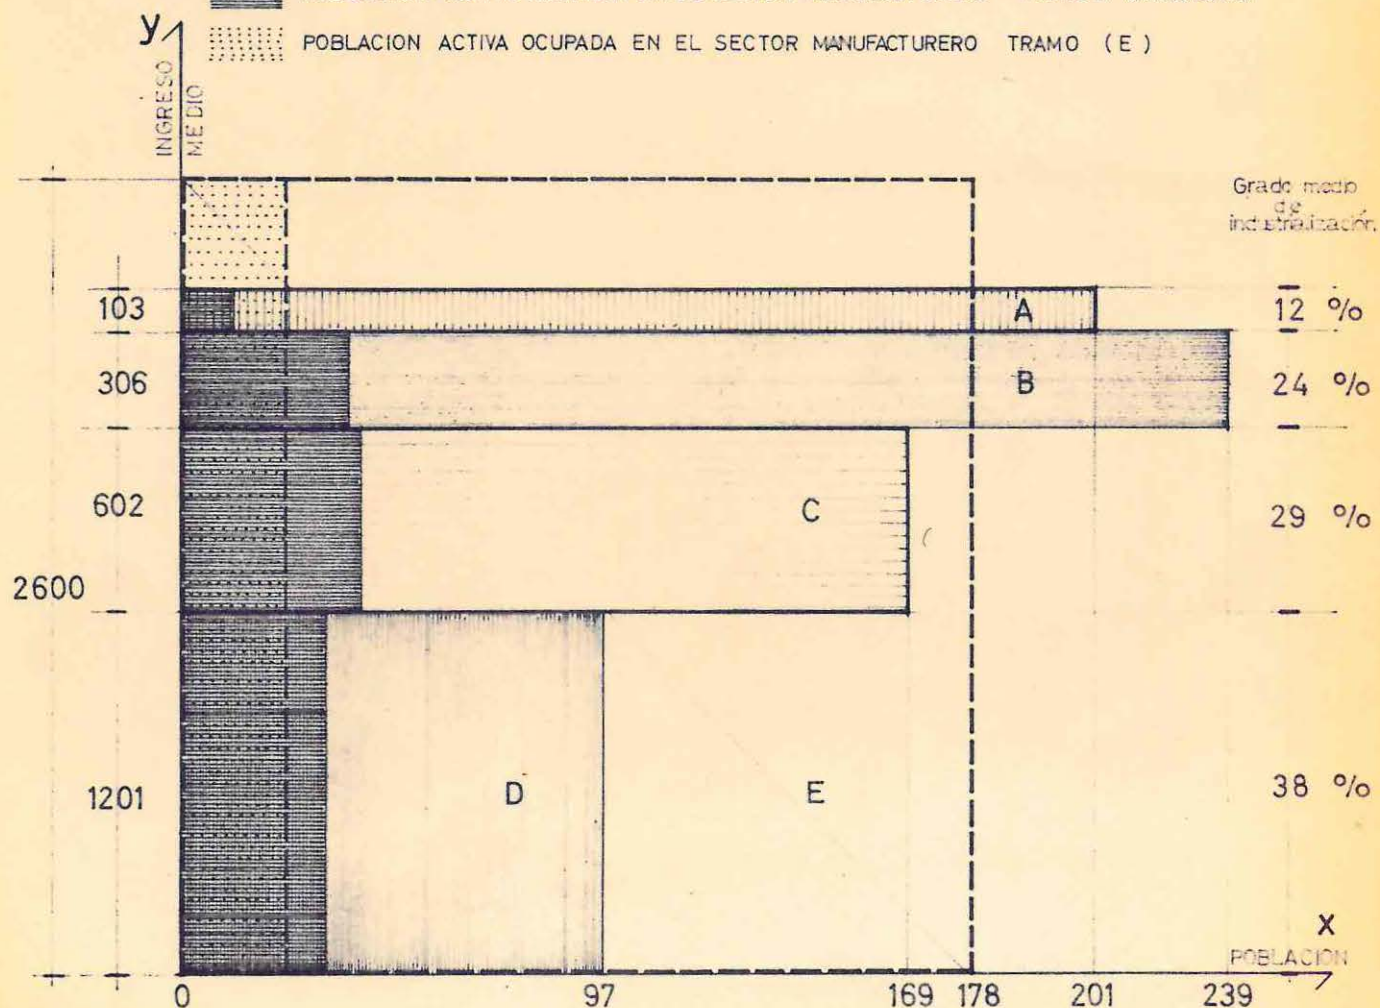 POBLACION ACTIVA OCUPADA EN EL SECTOR MANUFACTURERO TRAMO ( E )
y
INGRESO
MEDIO
Grado medio
de
industrialización.
103
A
12 %
306
B
24 %
602
C
29 %
2600
1201
D
E
38 %
X
POBLACION
0
97
169
178
201
239